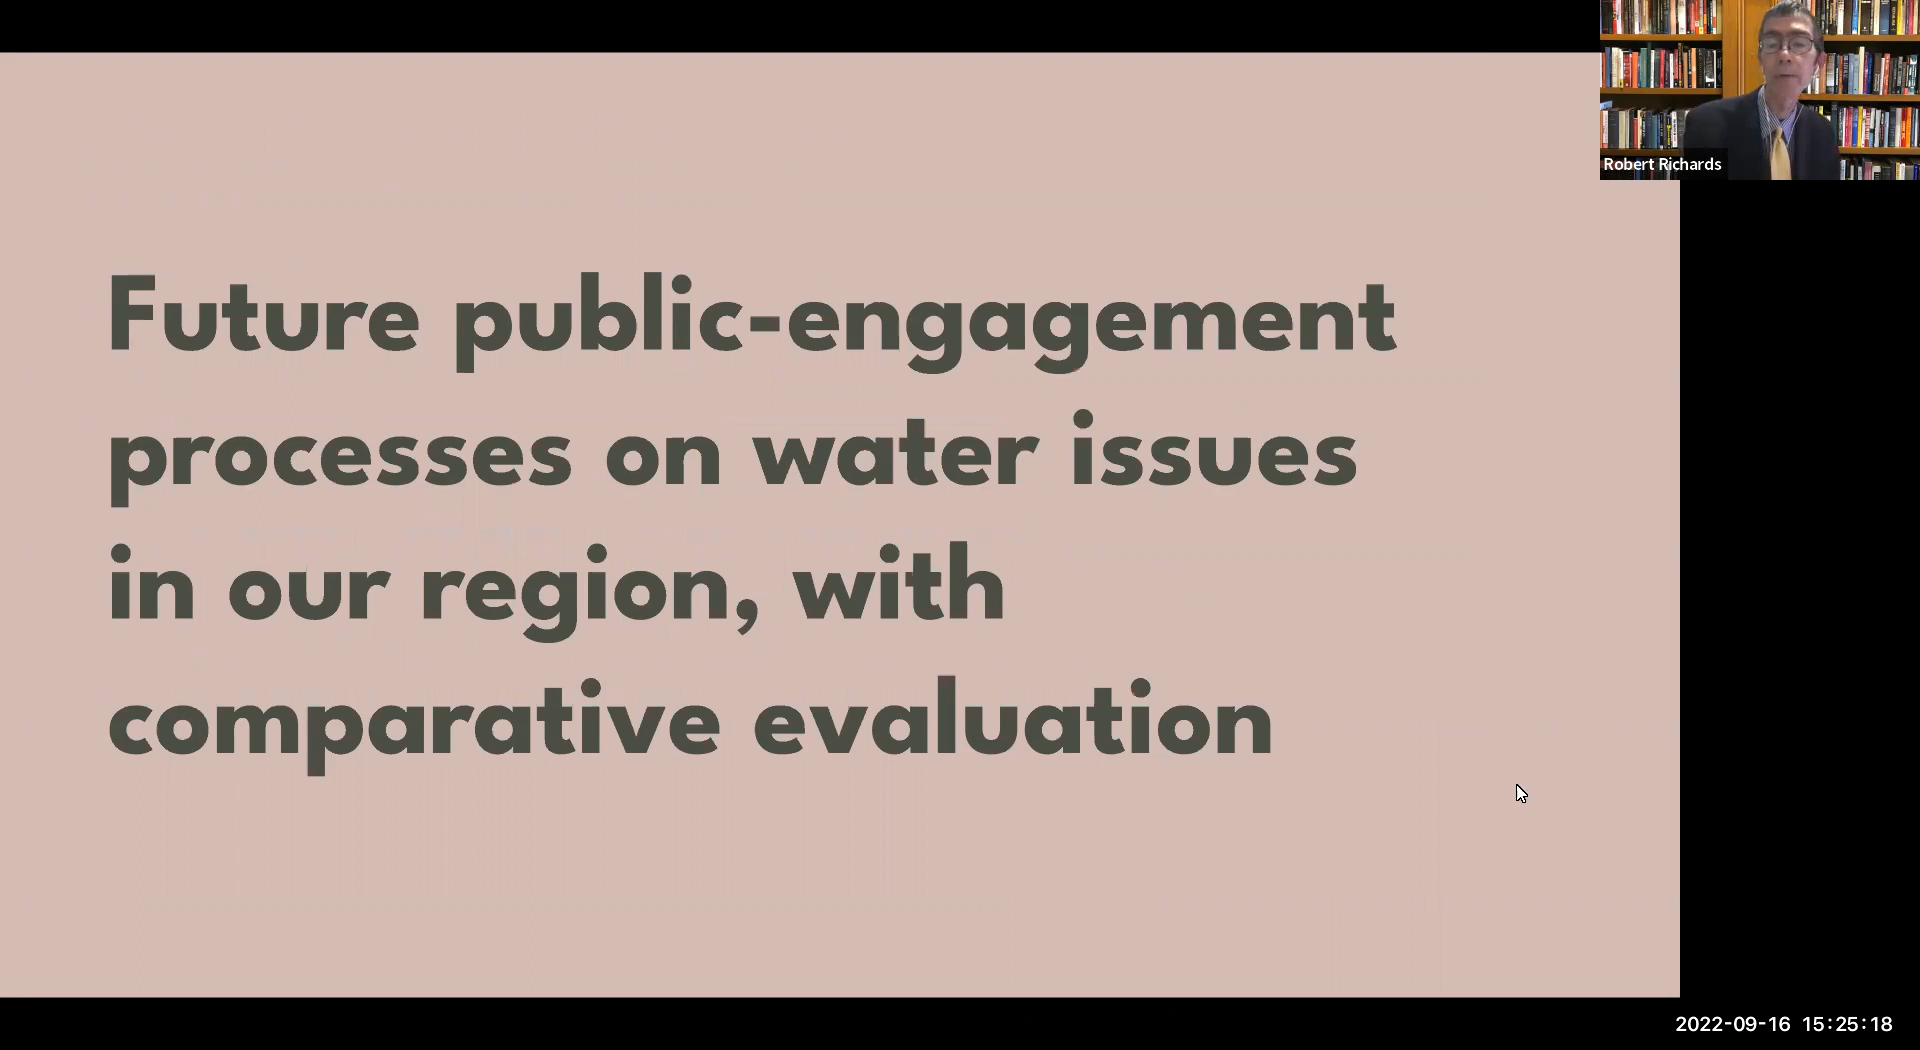 Robert Richards
Future public-engagement
processes on water issues
in our region, with
comparative evaluation
2022-09-16 15:25:18